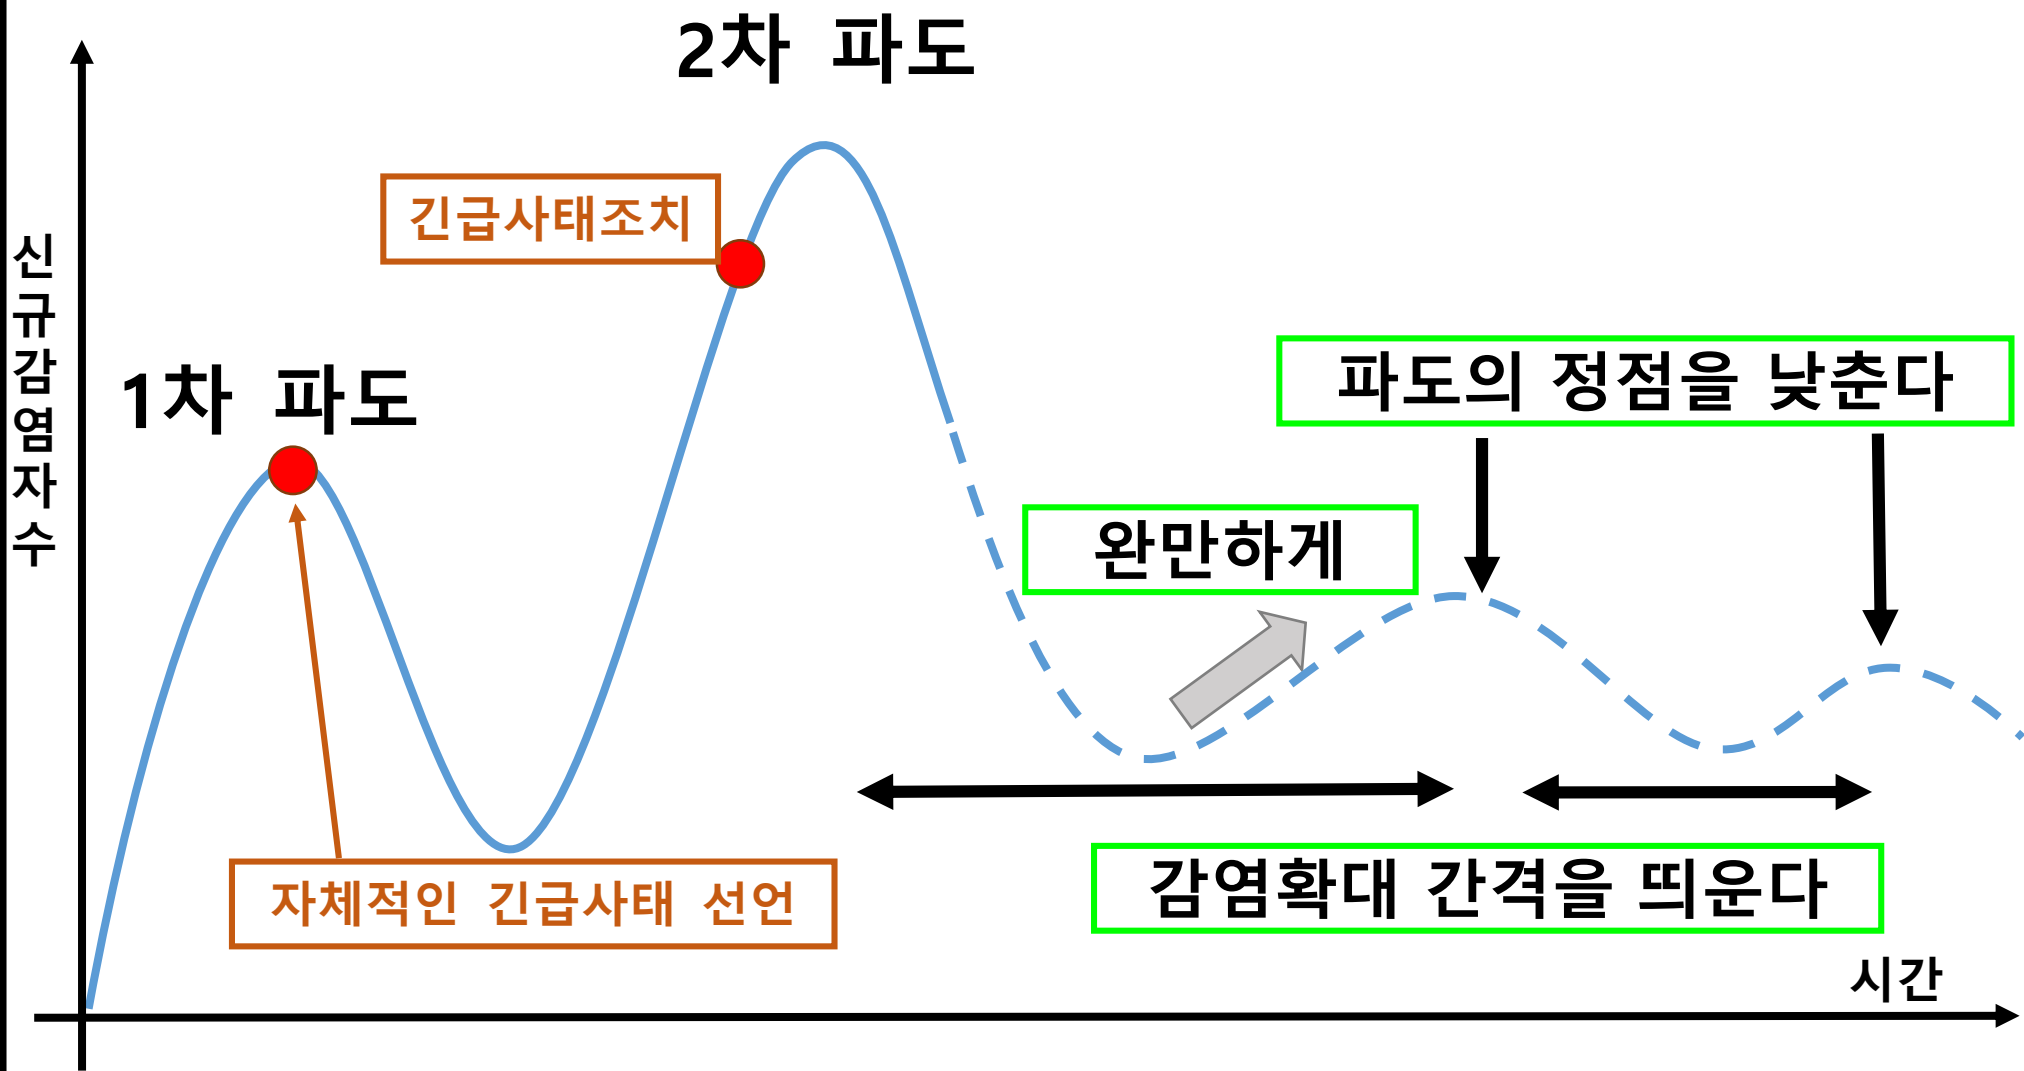 2차 파도
긴급사태조치
신규감염자수
1차 파도
파도의 정점을 낮춘다
완만하게
자체적인 긴급사태 선언
감염확대 간격을 띄운다
시간